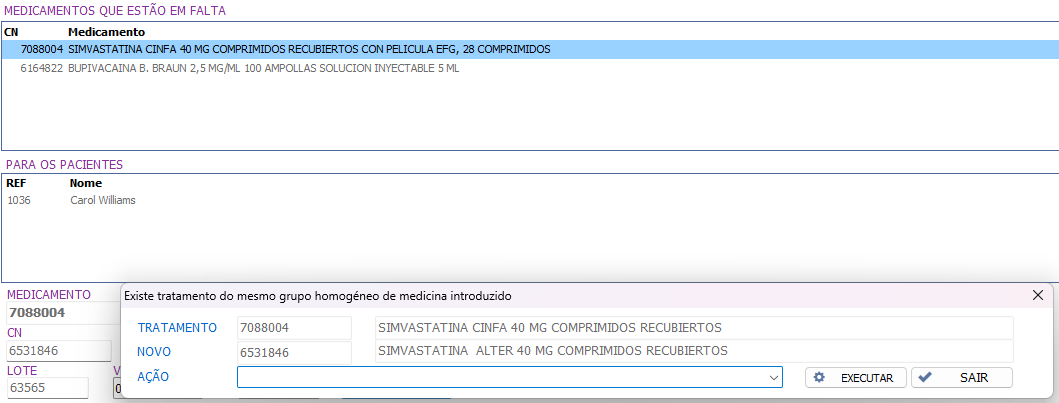 MEDICAMENTOS QUE ESTÃO EM FALTA
CN Medicamento
7088004 SIMVASTATINA CINFA 40 MG COMPRIMIDOS RECUBIERTOS CON PELICULA EFG, 28 COMPRIMIDOS
6164822 BUPIVACAINA B. BRAUN 2,5 MG/ML 100 AMPOLLAS SOLUCION INYECTABLE 5 ML
PARA OS PACIENTES
REF Nome
1036 Carol Williams
MEDICAMENTO
7088004
CN
6531846
LOTE V
63565 0
Existe tratamento do mesmo grupo homogéneo de medicina introduzido
TRATAMENTO 7088004 SIMVASTATINA CINFA 40 MG COMPRIMIDOS RECUBIERTOS
NOVO 6531846 SIMVASTATINA ALTER 40 MG COMPRIMIDOS RECUBIERTOS
AÇÃO EXECUTAR SAIR